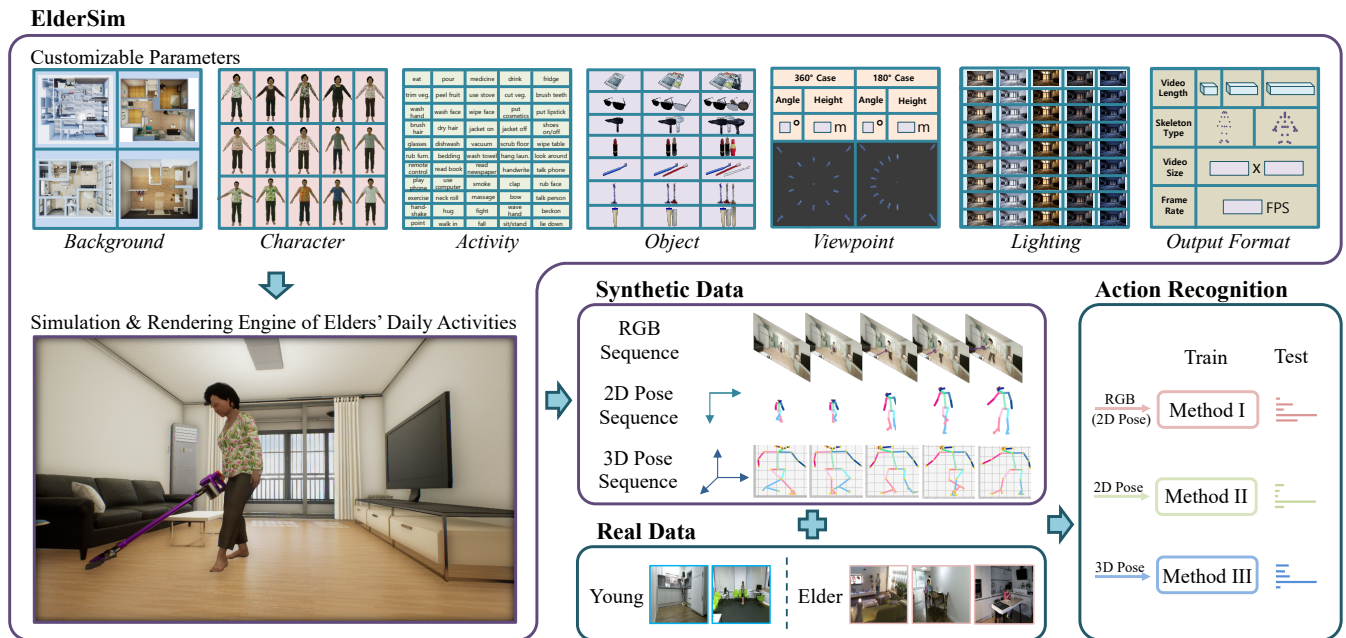 ElderSim
Customizable Parameters
eat pour medicine drink fridge
trim veg. peel fruit use stove cut veg. brush teeth
wash hand wash face wipe face put cosmetics put lipstick
brush hair dry hair jacket on jacket off shoes on/off
glasses dishwash vacuum scrub floor wipe table
rub furn. bedding wash towel hang laun. look around
remote control read book read newspaper handwrite talk phone
play phone use computer smoke clap rub face
exercise neck roll massage bow talk person
hand-shake hug fight wave hand beckon
point walk in fall sit/stand lie down
360° Case 180° Case
Angle Height Angle Height
° m ° m
Video Length
Skeleton Type
Video Size X
Frame Rate FPS
Background Character Activity Object Viewpoint Lighting Output Format
Simulation & Rendering Engine of Elders' Daily Activities
Synthetic Data
RGB
Sequence
2D Pose
Sequence
3D Pose
Sequence
Real Data
Young Elder
Action Recognition
Train Test
RGB
(2D Pose)
Method I
2D Pose
Method II
3D Pose
Method III